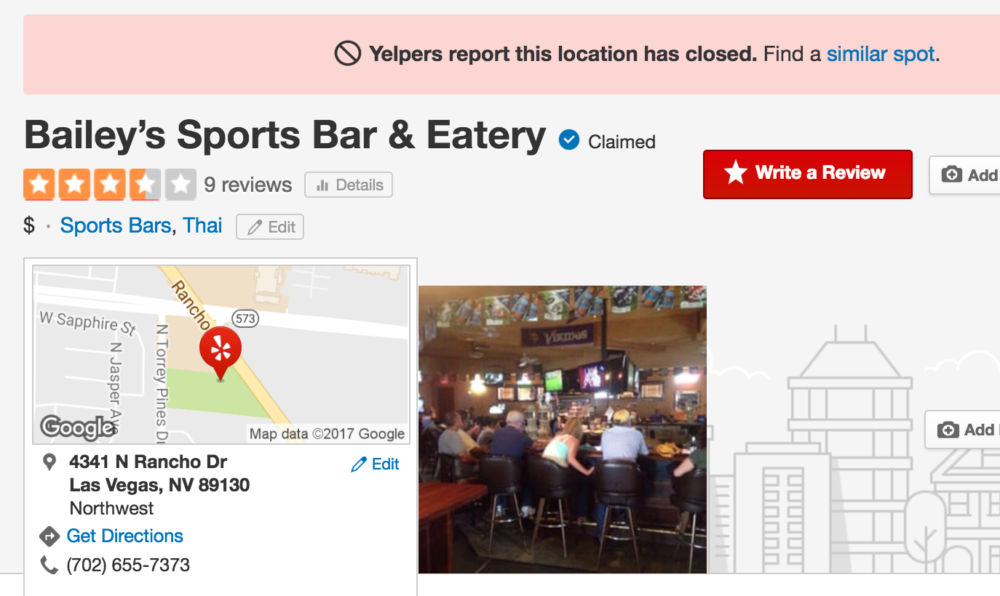 Yelpers report this location has closed. Find a similar spot.
Bailey’s Sports Bar & Eatery Claimed
Write a Review
Add
9 reviews Details
$ · Sports Bars, Thai Edit
Rancho
573
W Sapphire St
N Jasper Ave
N Torrey Pines Dr
Google
Map data ©2017 Google
VIKINGS
Add
4341 N Rancho Dr
Edit
Las Vegas, NV 89130
Northwest
Get Directions
(702) 655-7373